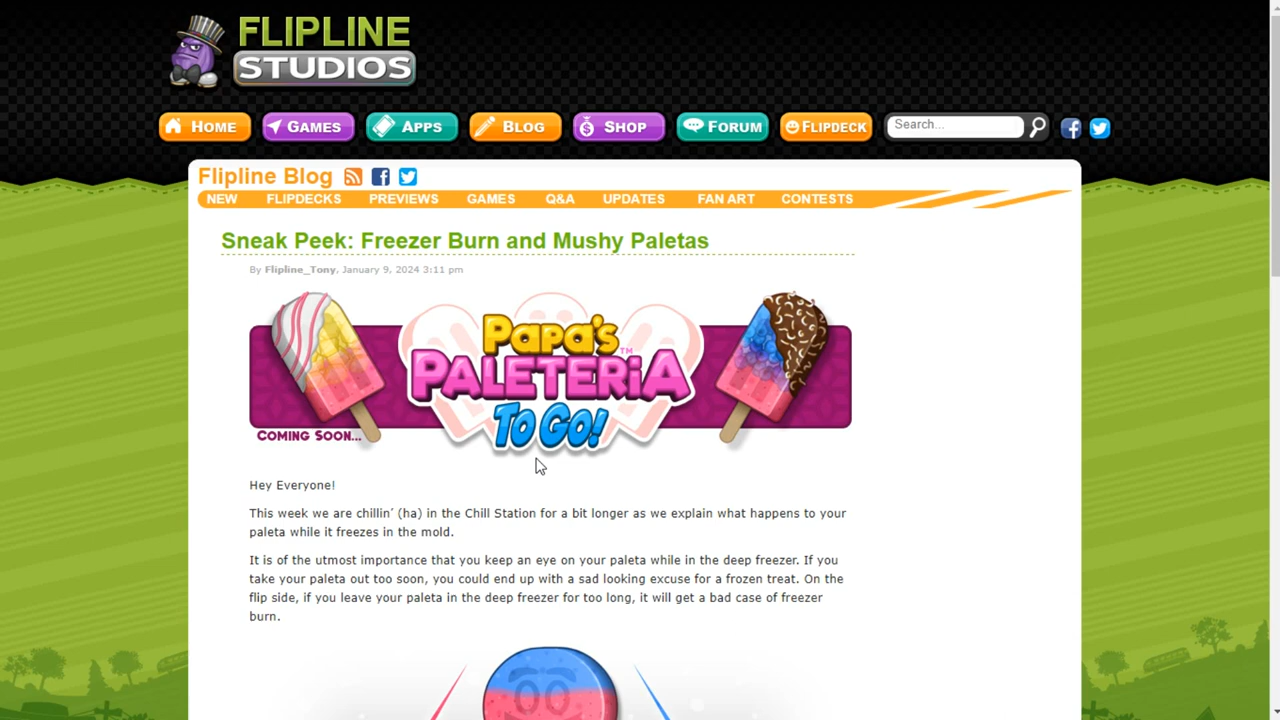 FLIPLINE
STUDIOS
HOME GAMES APPS BLOG SHOP FORUM FLIPDECK Search...
Flipline Blog
NEW FLIPDECKS PREVIEWS GAMES Q&A UPDATES FAN ART CONTESTS
Sneak Peek: Freezer Burn and Mushy Paletas
By Flipline_Tony, January 9, 2024 3:11 pm
Papa's
PALETERiA™
To Go!
COMING SOON...
Hey Everyone!
This week we are chillin' (ha) in the Chill Station for a bit longer as we explain what happens to your
paleta while it freezes in the mold.
It is of the utmost importance that you keep an eye on your paleta while in the deep freezer. If you
take your paleta out too soon, you could end up with a sad looking excuse for a frozen treat. On the
flip side, if you leave your paleta in the deep freezer for too long, it will get a bad case of freezer
burn.